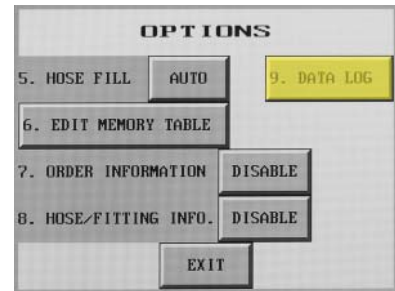 OPTIONS
5. HOSE FILL AUTO 9. DATA LOG
6. EDIT MEMORY TABLE
7. ORDER INFORMATION DISABLE
8. HOSE/FITTING INFO. DISABLE
EXIT